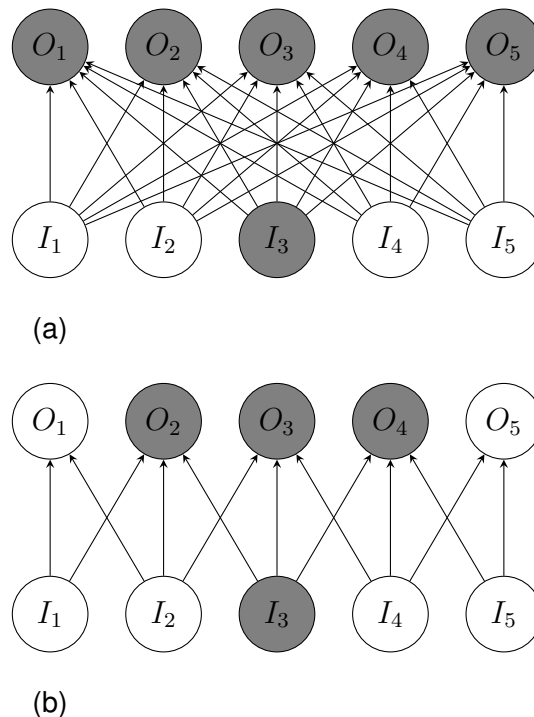 O₁ O₂ O₃ O₄ O₅
I₁ I₂ I₃ I₄ I₅
(a)
O₁ O₂ O₃ O₄ O₅
I₁ I₂ I₃ I₄ I₅
(b)